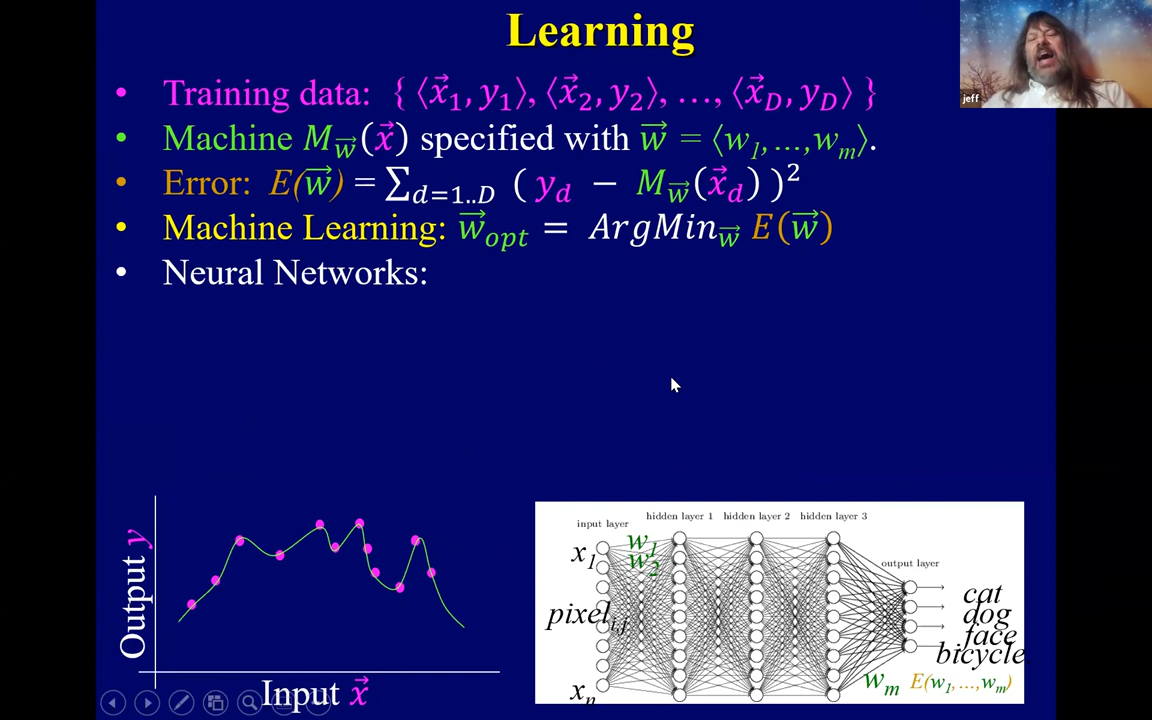 Learning
jeff
• Training data: { ⟨x⃗₁, y₁⟩, ⟨x⃗₂, y₂⟩, …, ⟨x⃗_D, y_D⟩ }
• Machine M_w⃗(x⃗) specified with w⃗ = ⟨w₁,…,w_m⟩.
• Error: E(w⃗) = ∑_{d=1..D} ( y_d − M_w⃗(x⃗_d) )²
• Machine Learning: w⃗_opt = ArgMin_w⃗ E(w⃗)
• Neural Networks:
Output y
Input x⃗
input layer
hidden layer 1 hidden layer 2 hidden layer 3
output layer
x₁
w₁
w₂
pixel_{i,j}
x_n
cat
dog
face
bicycle
w_m E(w₁,…,w_m)